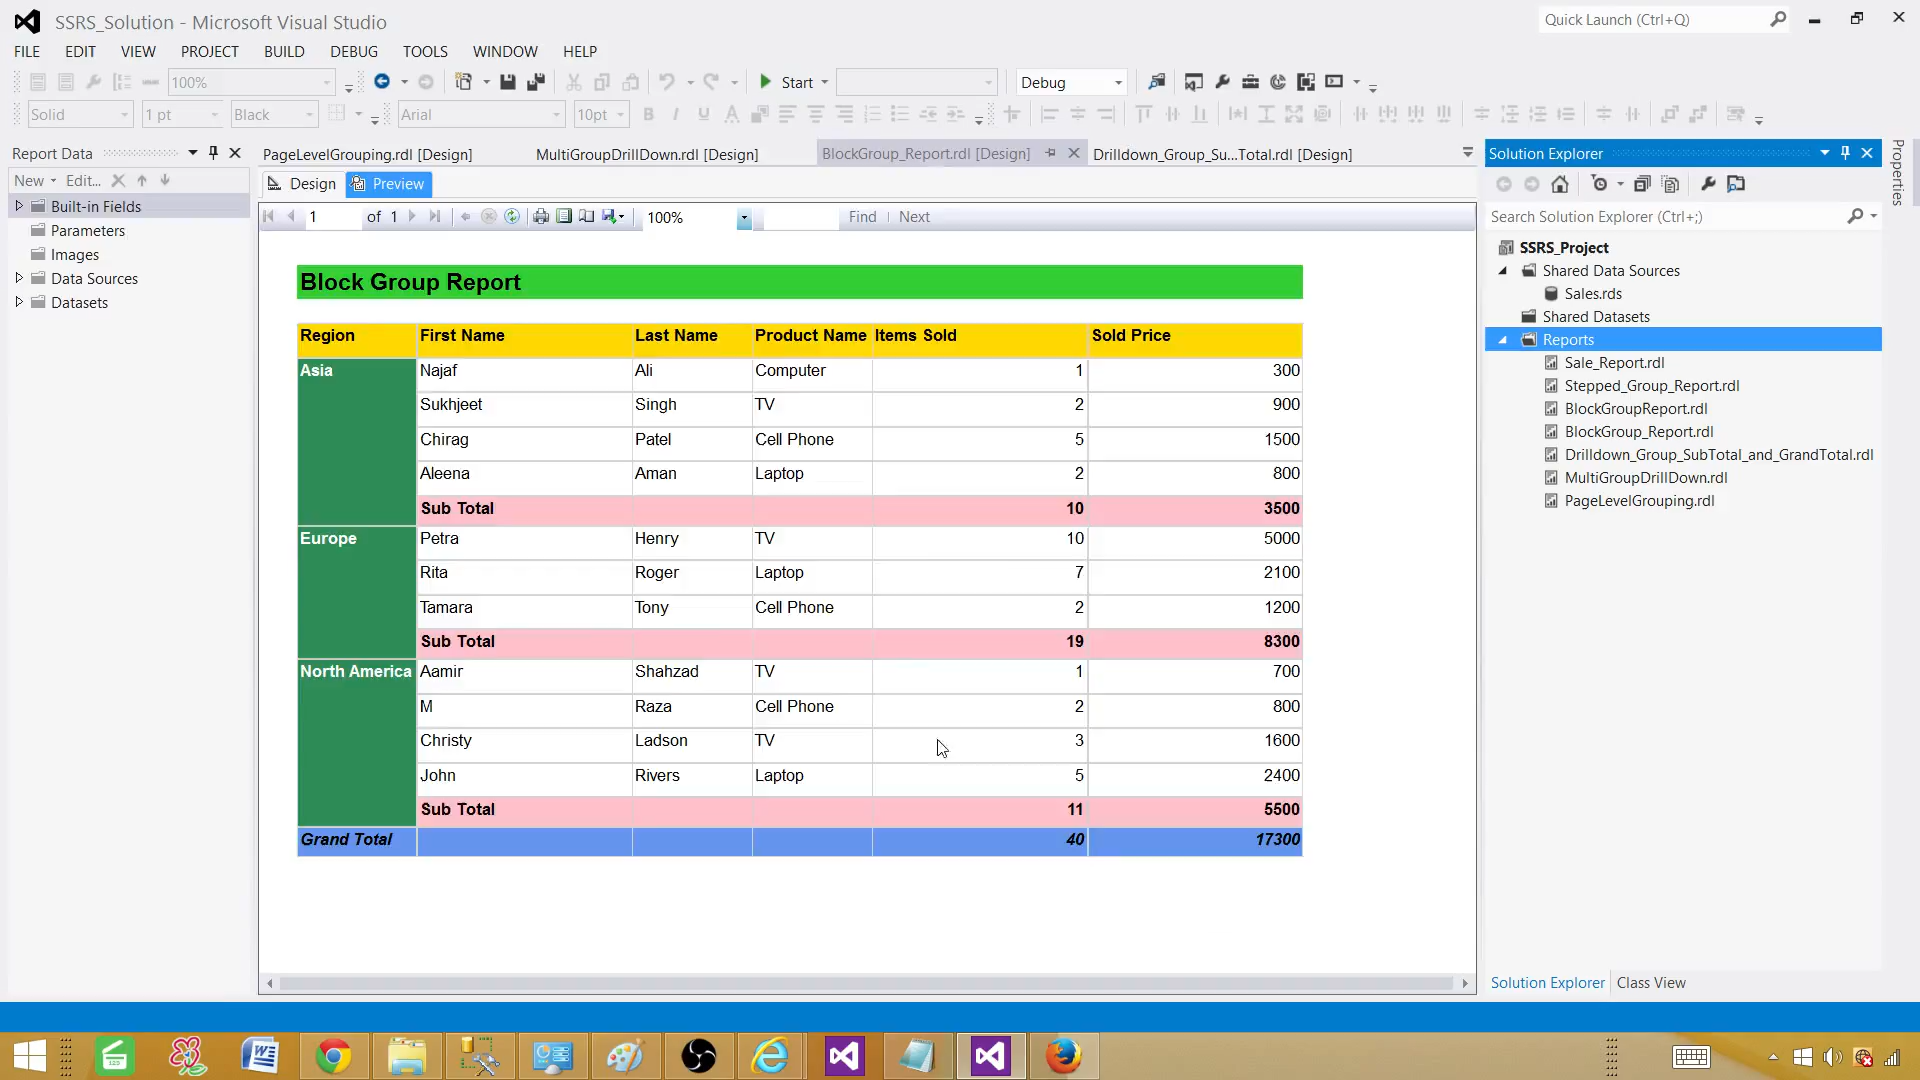 SSRS_Solution - Microsoft Visual Studio
Quick Launch (Ctrl+Q)
FILE EDIT VIEW PROJECT BUILD DEBUG TOOLS WINDOW HELP
100% Start Debug
Solid 1 pt Black Arial 10pt B I U A
Report Data
PageLevelGrouping.rdl [Design] MultiGroupDrillDown.rdl [Design] BlockGroup_Report.rdl [Design] Drilldown_Group_Su...Total.rdl [Design]
Solution Explorer
Properties
New Edit...
Design Preview
1 of 1 100% Find Next
Search Solution Explorer (Ctrl+;)
Built-in Fields
Parameters
Images
Data Sources
Datasets
Block Group Report
Region First Name Last Name Product Name Items Sold Sold Price
Asia Najaf Ali Computer 1 300
Sukhjeet Singh TV 2 900
Chirag Patel Cell Phone 5 1500
Aleena Aman Laptop 2 800
Sub Total 10 3500
Europe Petra Henry TV 10 5000
Rita Roger Laptop 7 2100
Tamara Tony Cell Phone 2 1200
Sub Total 19 8300
North America Aamir Shahzad TV 1 700
M Raza Cell Phone 2 800
Christy Ladson TV 3 1600
John Rivers Laptop 5 2400
Sub Total 11 5500
Grand Total 40 17300
SSRS_Project
Shared Data Sources
Sales.rds
Shared Datasets
Reports
Sale_Report.rdl
Stepped_Group_Report.rdl
BlockGroupReport.rdl
BlockGroup_Report.rdl
Drilldown_Group_SubTotal_and_GrandTotal.rdl
MultiGroupDrillDown.rdl
PageLevelGrouping.rdl
Solution Explorer Class View